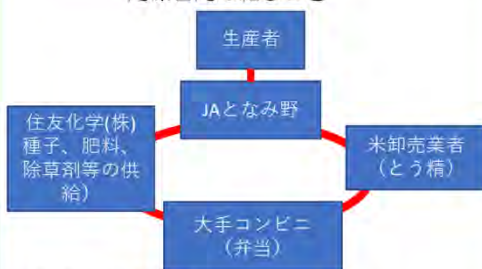 生産者
JAとなみ野
住友化学(株)
種子、肥料、
除草剤等の供
給)
米卸売業者
(とう精)
大手コンビニ
(弁当)